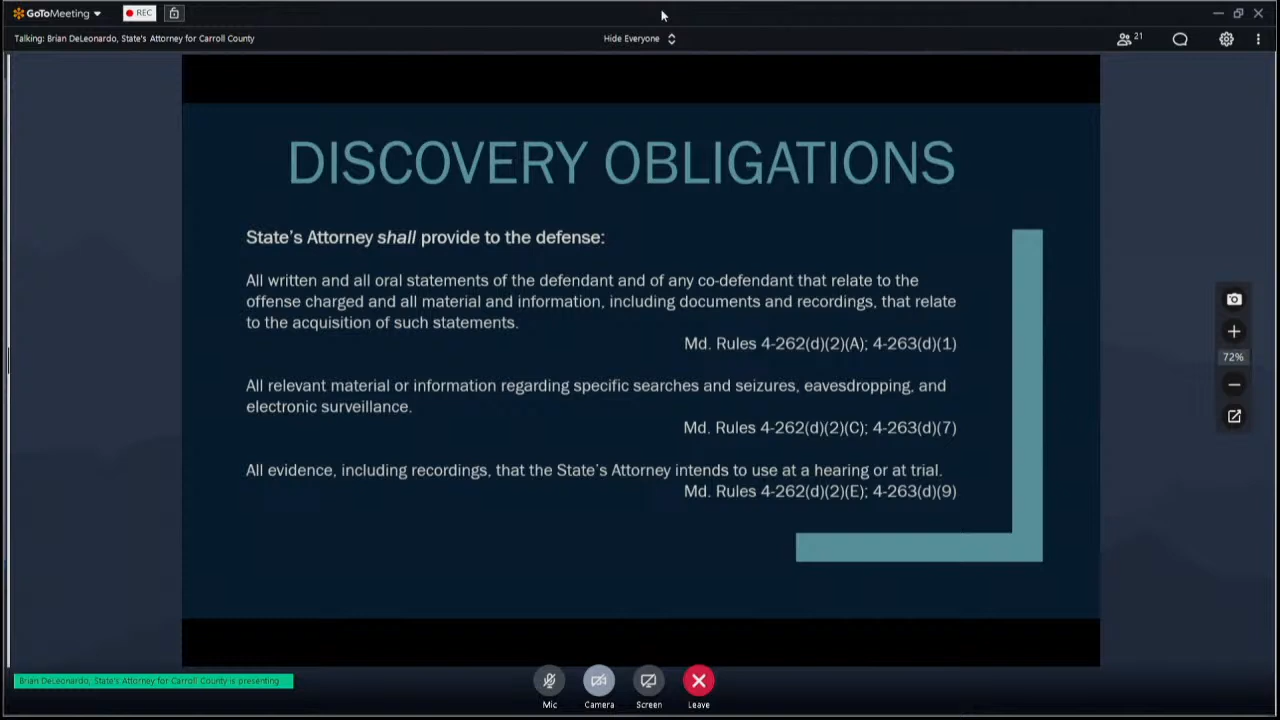 GoToMeeting
REC
Talking: Brian DeLeonardo, State's Attorney for Carroll County
Hide Everyone
21
DISCOVERY OBLIGATIONS
State's Attorney shall provide to the defense:
All written and all oral statements of the defendant and of any co-defendant that relate to the
offense charged and all material and information, including documents and recordings, that relate
to the acquisition of such statements.
Md. Rules 4-262(d)(2)(A); 4-263(d)(1)
All relevant material or information regarding specific searches and seizures, eavesdropping, and
electronic surveillance.
Md. Rules 4-262(d)(2)(C); 4-263(d)(7)
All evidence, including recordings, that the State's Attorney intends to use at a hearing or at trial.
Md. Rules 4-262(d)(2)(E); 4-263(d)(9)
72%
Brian DeLeonardo, State's Attorney for Carroll County is presenting
Mic
Camera
Screen
Leave